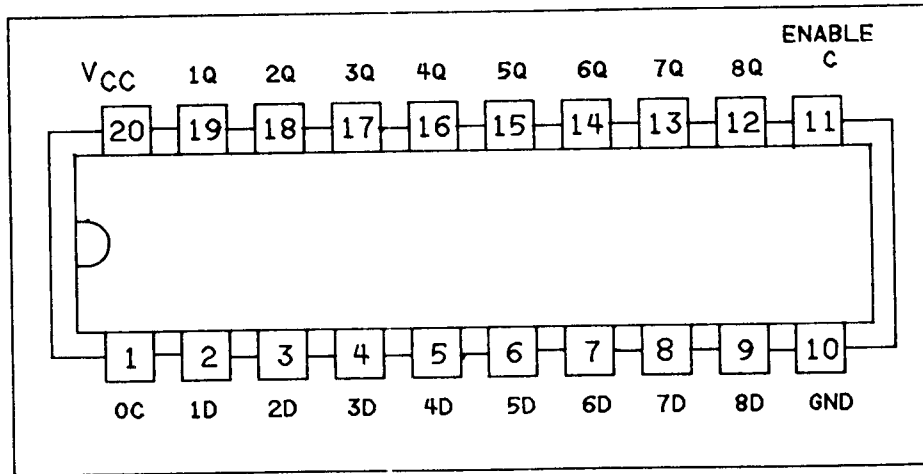 ENABLE
VCC 1Q 2Q 3Q 4Q 5Q 6Q 7Q 8Q C
20 19 18 17 16 15 14 13 12 11
1 2 3 4 5 6 7 8 9 10
OC 1D 2D 3D 4D 5D 6D 7D 8D GND